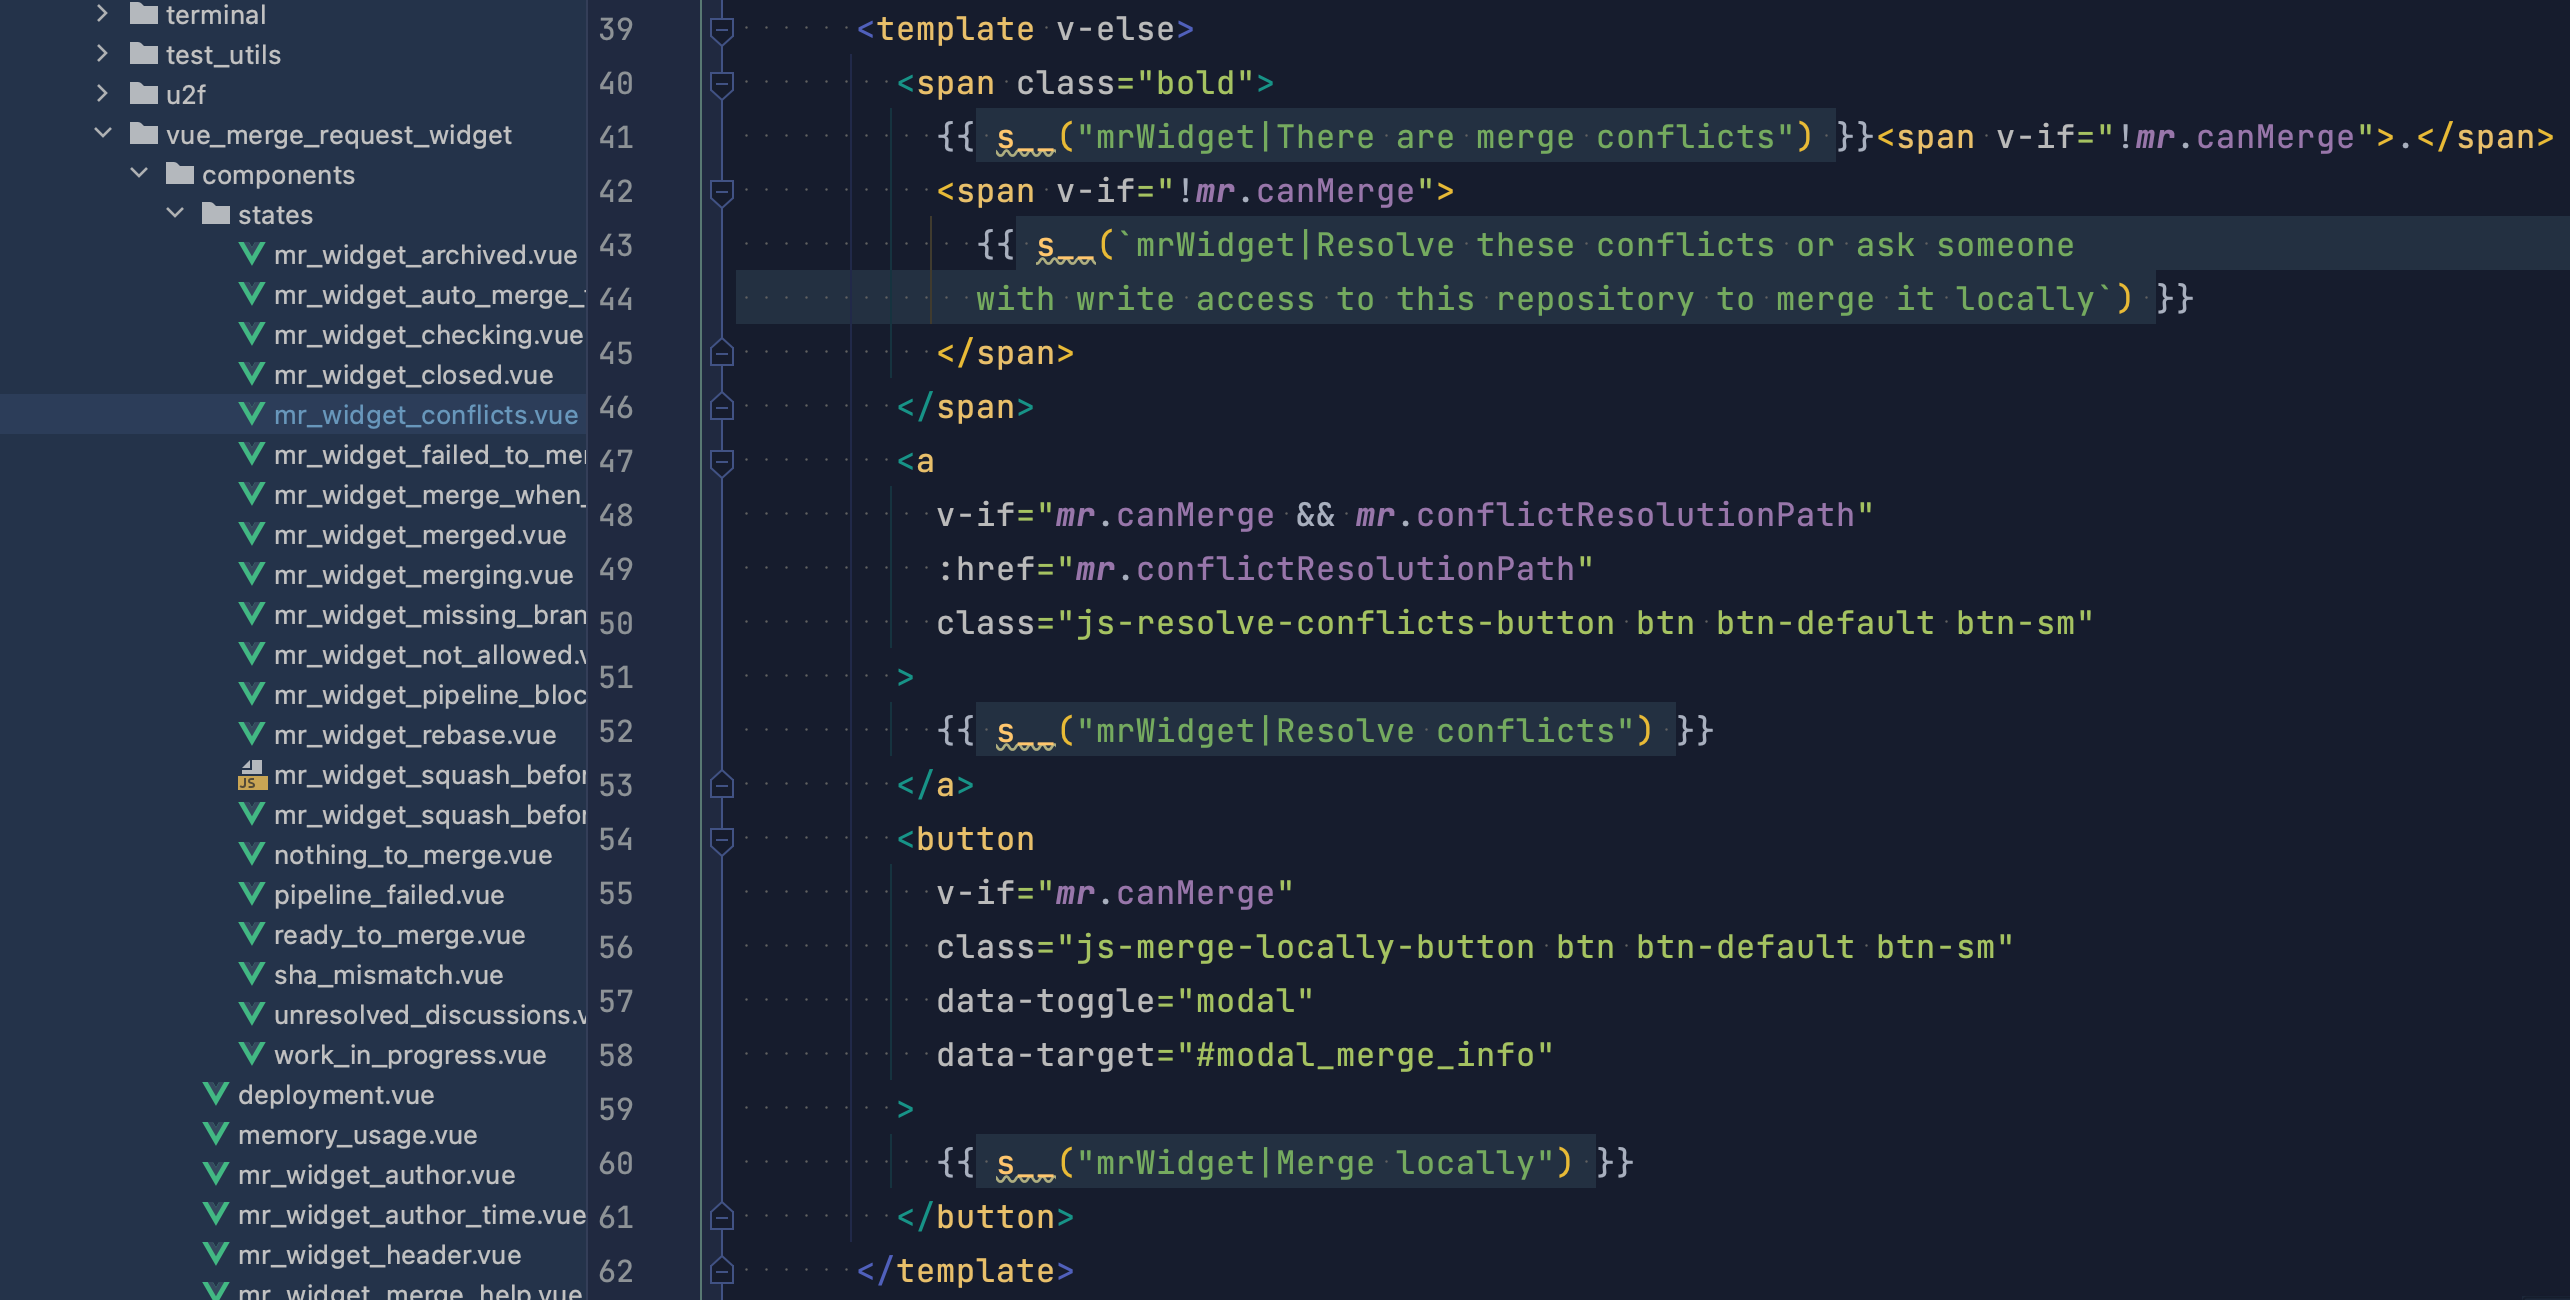 terminal
test_utils
u2f
vue_merge_request_widget
components
states
mr_widget_archived.vue
mr_widget_auto_merge_
mr_widget_checking.vue
mr_widget_closed.vue
mr_widget_conflicts.vue
mr_widget_failed_to_mer
mr_widget_merge_when_
mr_widget_merged.vue
mr_widget_merging.vue
mr_widget_missing_bran
mr_widget_not_allowed.v
mr_widget_pipeline_bloc
mr_widget_rebase.vue
JS mr_widget_squash_befor
mr_widget_squash_befor
nothing_to_merge.vue
pipeline_failed.vue
ready_to_merge.vue
sha_mismatch.vue
unresolved_discussions.v
work_in_progress.vue
deployment.vue
memory_usage.vue
mr_widget_author.vue
mr_widget_author_time.vue
mr_widget_header.vue
mr_widget_merge_help.vue
39 <template v-else>
40 <span class="bold">
41 {{ s__("mrWidget|There are merge conflicts") }}<span v-if="!mr.canMerge">.</span>
42 <span v-if="!mr.canMerge">
43 {{ s__(`mrWidget|Resolve these conflicts or ask someone
44 with write access to this repository to merge it locally`) }}
45 </span>
46 </span>
47 <a
48 v-if="mr.canMerge && mr.conflictResolutionPath"
49 :href="mr.conflictResolutionPath"
50 class="js-resolve-conflicts-button btn btn-default btn-sm"
51 >
52 {{ s__("mrWidget|Resolve conflicts") }}
53 </a>
54 <button
55 v-if="mr.canMerge"
56 class="js-merge-locally-button btn btn-default btn-sm"
57 data-toggle="modal"
58 data-target="#modal_merge_info"
59 >
60 {{ s__("mrWidget|Merge locally") }}
61 </button>
62 </template>